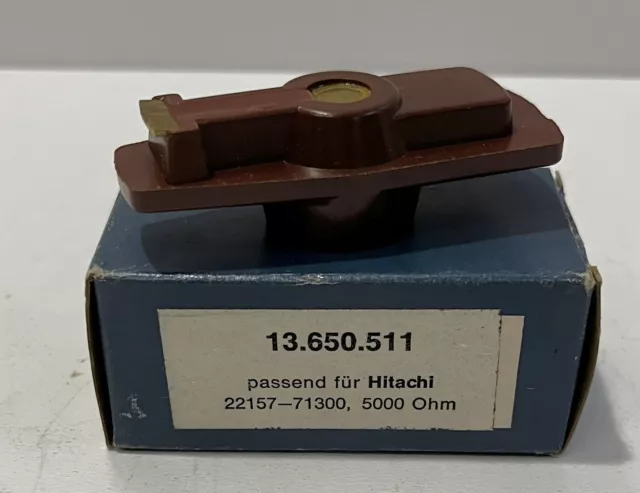 13.650.511
passend für Hitachi
22157—71300, 5000 Ohm